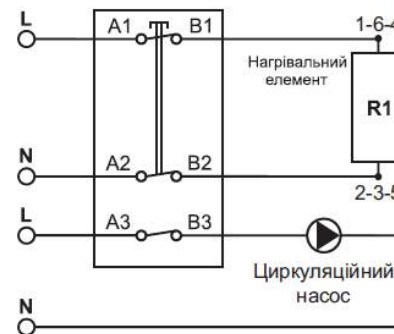 L
A1
B1
1-6-4
Нагрівальний
елемент
R1
N
A2
B2
2-3-5
L
A3
B3
Циркуляційний
насос
N